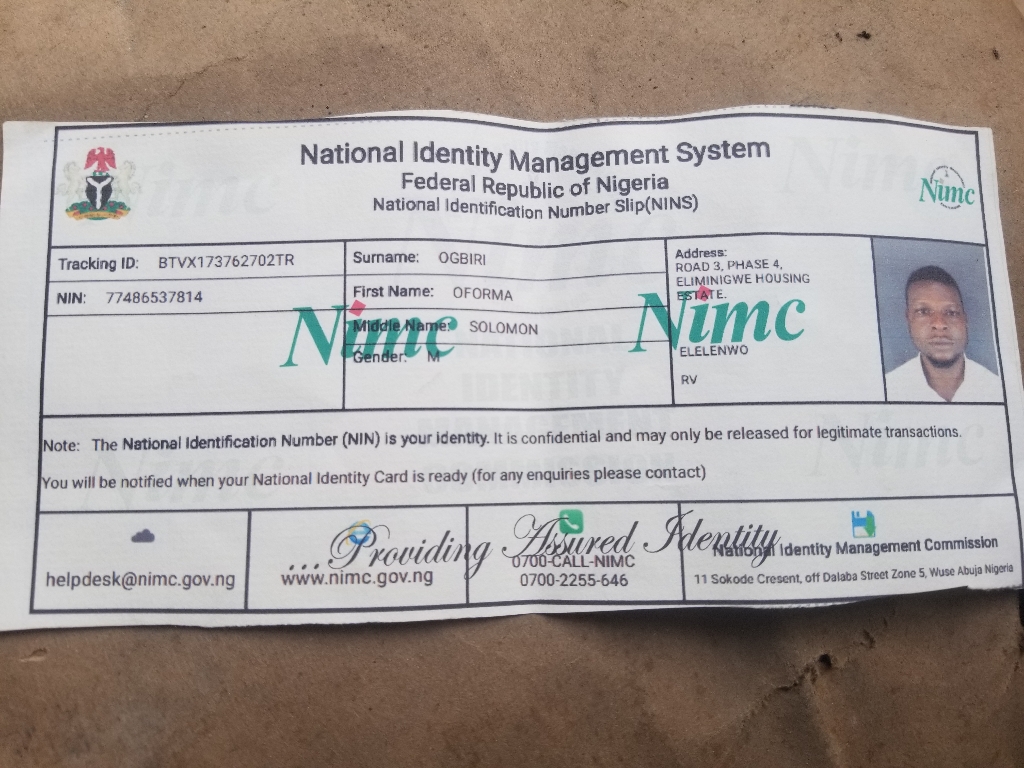 National Identity Management System
Federal Republic of Nigeria
National Identification Number Slip(NINS)
Nimc
Tracking ID: BTVX173762702TR
NIN: 77486537814
Surname: OGBIRI
First Name: OFORMA
Middle Name: SOLOMON
Gender: M
Address:
ROAD 3, PHASE 4,
ELIMINIGWE HOUSING
ESTATE.
ELELENWO
RV
Nimc
Nimc
Note: The National Identification Number (NIN) is your identity. It is confidential and may only be released for legitimate transactions.
You will be notified when your National Identity Card is ready (for any enquiries please contact)
...Providing Assured Identity
helpdesk@nimc.gov.ng
www.nimc.gov.ng
0700-CALL-NIMC
0700-2255-646
National Identity Management Commission
11 Sokode Cresent, off Dalaba Street Zone 5, Wuse Abuja Nigeria